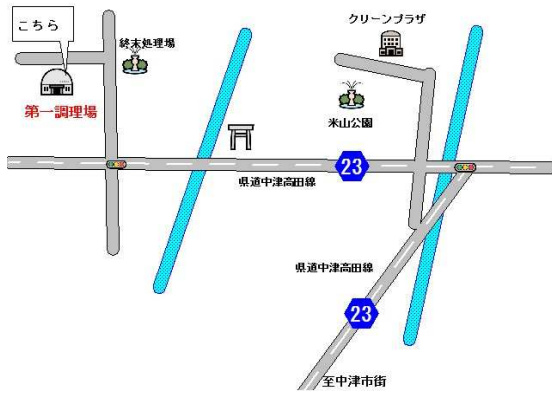 こちら
クリーンプラザ
終末処理場
第一調理場
米山公園
23
県道中津高田線
県道中津高田線
23
至中津市街